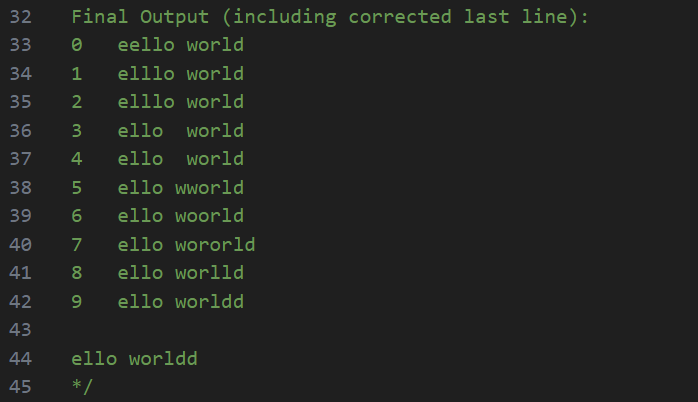 32 Final Output (including corrected last line):
33 0   eello world
34 1   elllo world
35 2   elllo world
36 3   ello  world
37 4   ello  world
38 5   ello wworld
39 6   ello woorld
40 7   ello wororld
41 8   ello worlld
42 9   ello worldd
43
44 ello worldd
45 */